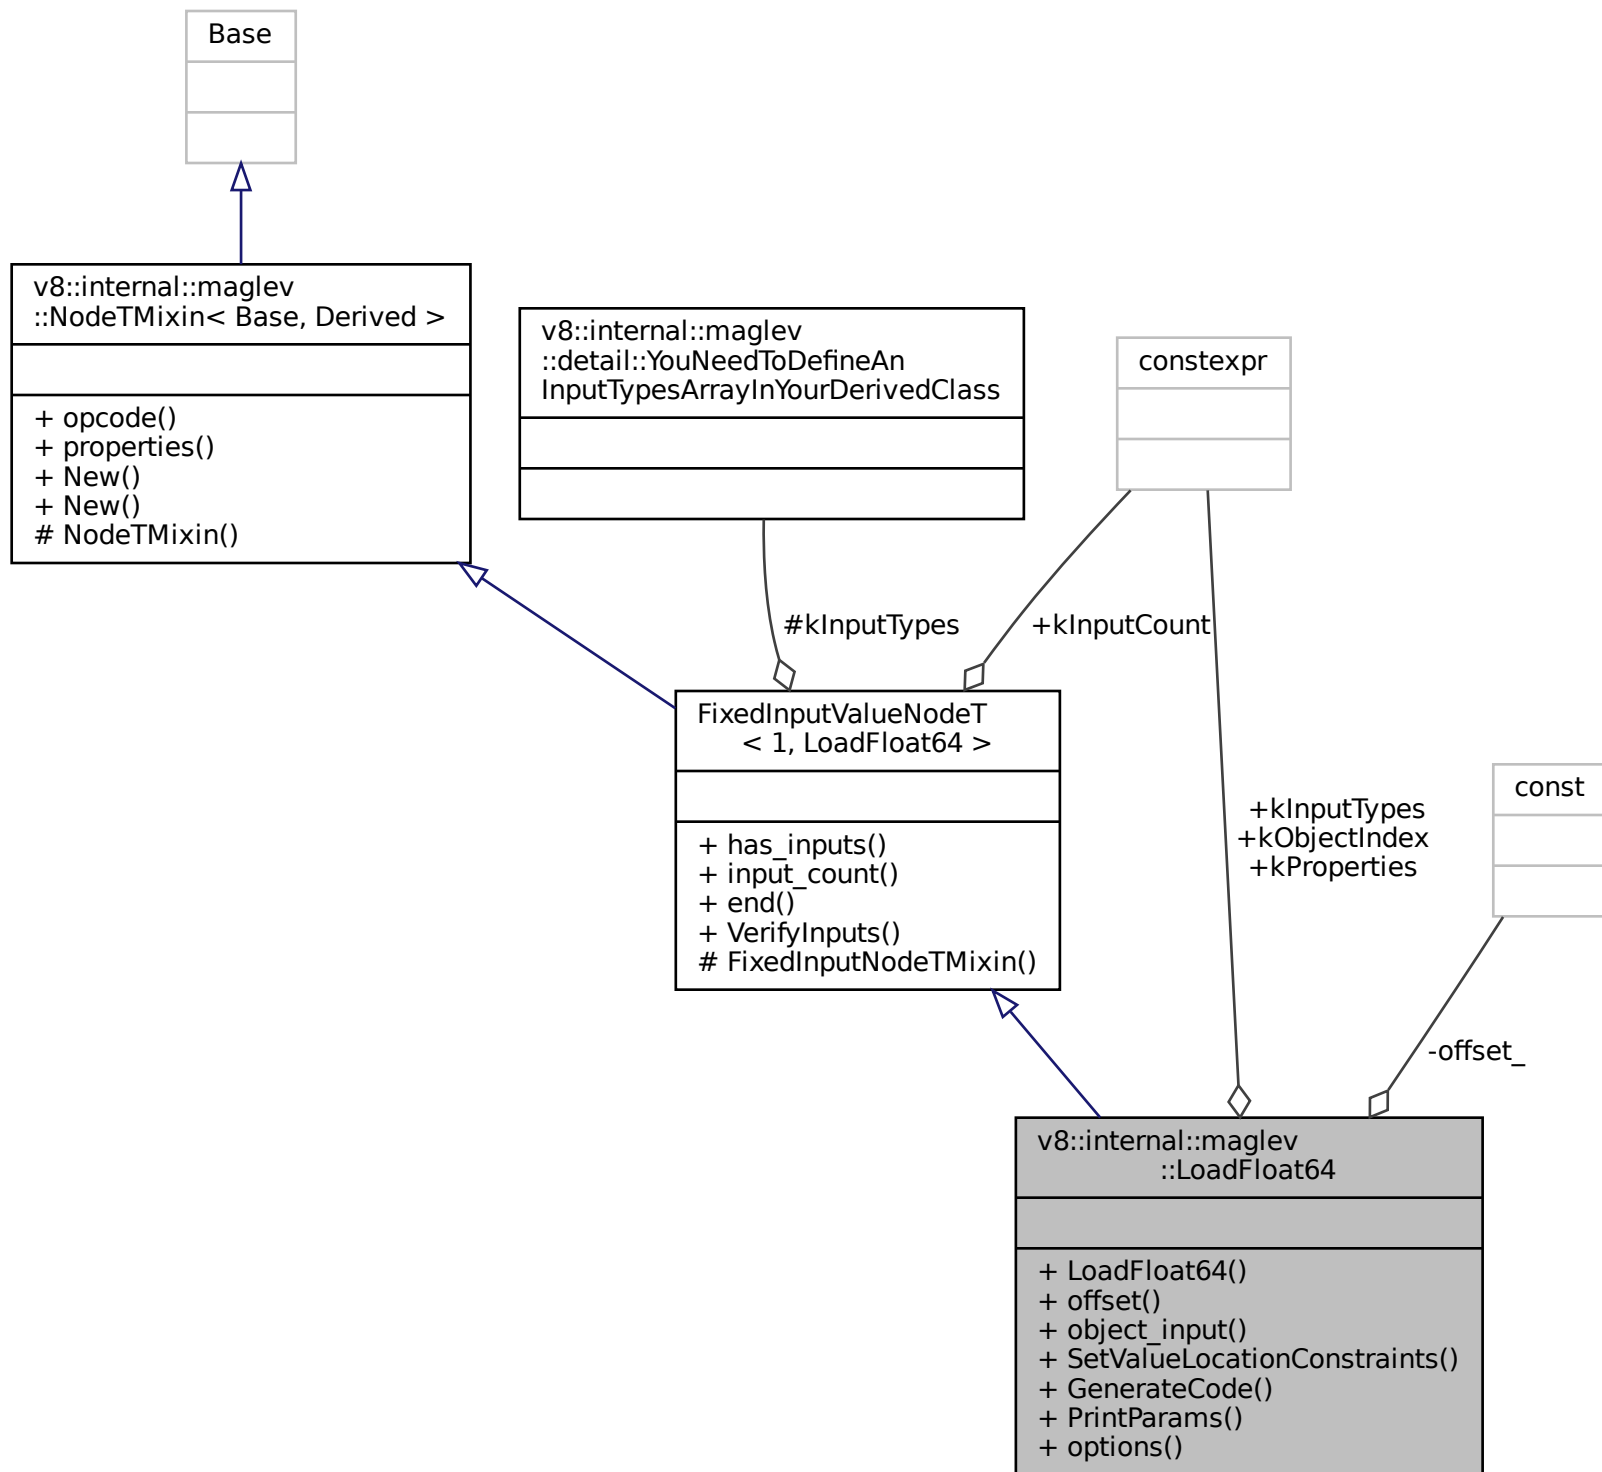 Base
v8::internal::maglev
::NodeTMixin< Base, Derived >
+ opcode()
+ properties()
+ New()
+ New()
# NodeTMixin()
v8::internal::maglev
::detail::YouNeedToDefineAn
InputTypesArrayInYourDerivedClass
constexpr
#kInputTypes
+kInputCount
FixedInputValueNodeT
< 1, LoadFloat64 >
+ has_inputs()
+ input_count()
+ end()
+ VerifyInputs()
# FixedInputNodeTMixin()
+kInputTypes
+kObjectIndex
+kProperties
const
-offset_
v8::internal::maglev
::LoadFloat64
+ LoadFloat64()
+ offset()
+ object_input()
+ SetValueLocationConstraints()
+ GenerateCode()
+ PrintParams()
+ options()